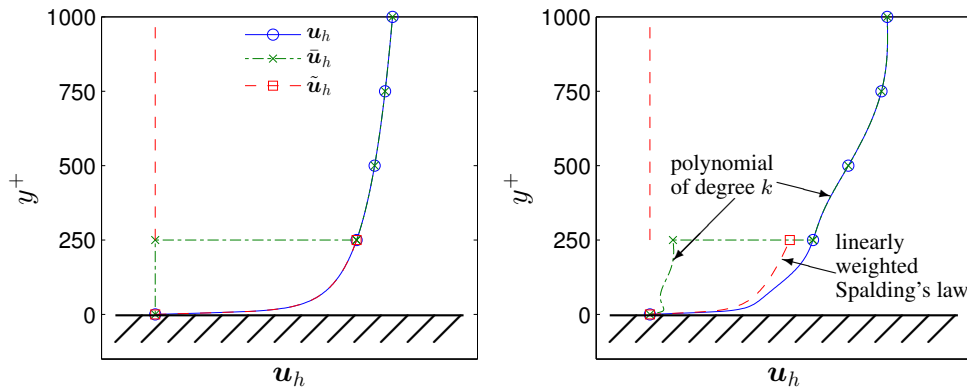 1000
750
500
250
0
y⁺
u_h
ū_h
ũ_h
u_h
1000
750
500
250
0
y⁺
polynomial
of degree k
linearly
weighted
Spalding's law
u_h